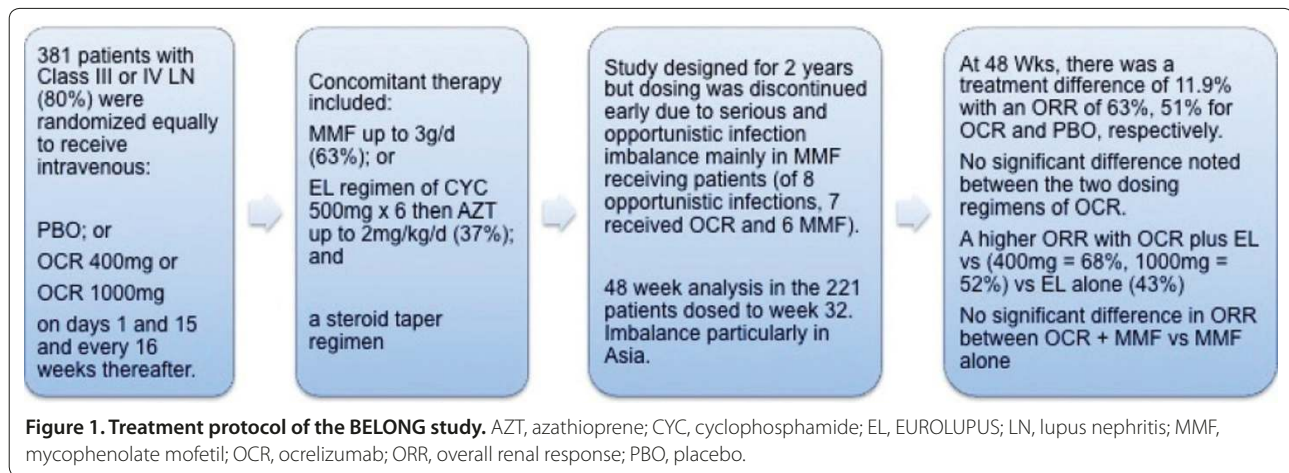 381 patients with
Class III or IV LN
(80%) were
randomized equally
to receive
intravenous:
PBO; or
OCR 400mg or
OCR 1000mg
on days 1 and 15
and every 16
weeks thereafter.
Concomitant therapy
included:
MMF up to 3g/d
(63%); or
EL regimen of CYC
500mg x 6 then AZT
up to 2mg/kg/d (37%);
and
a steroid taper
regimen
Study designed for 2 years
but dosing was discontinued
early due to serious and
opportunistic infection
imbalance mainly in MMF
receiving patients (of 8
opportunistic infections, 7
received OCR and 6 MMF).
48 week analysis in the 221
patients dosed to week 32.
Imbalance particularly in
Asia.
At 48 Wks, there was a
treatment difference of 11.9%
with an ORR of 63%, 51% for
OCR and PBO, respectively.
No significant difference noted
between the two dosing
regimens of OCR.
A higher ORR with OCR plus EL
vs (400mg = 68%, 1000mg =
52%) vs EL alone (43%)
No significant difference in ORR
between OCR + MMF vs MMF
alone
Figure 1. Treatment protocol of the BELONG study. AZT, azathioprene; CYC, cyclophosphamide; EL, EUROLUPUS; LN, lupus nephritis; MMF,
mycophenolate mofetil; OCR, ocrelizumab; ORR, overall renal response; PBO, placebo.